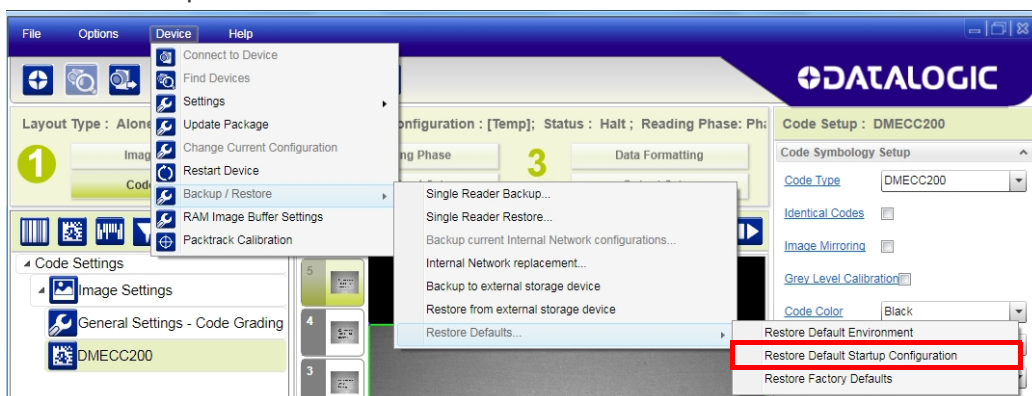 File Options Device Help
DATALOGIC
Connect to Device
Find Devices
Settings
Update Package
Change Current Configuration
Restart Device
Backup / Restore
RAM Image Buffer Settings
Packtrack Calibration
Layout Type : Alone
onfiguration : [Temp]; Status : Halt ; Reading Phase: Pha
Code Setup : DMECC200
1
Imag
ng Phase
3
Data Formatting
Cod
Code Symbology Setup
Code Type DMECC200
Identical Codes
Image Mirroring
Grey Level Calibration
Code Color Black
Single Reader Backup...
Single Reader Restore...
Backup current Internal Network configurations...
Internal Network replacement...
Backup to external storage device
Restore from external storage device
Restore Defaults...
Restore Default Environment
Restore Default Startup Configuration
Restore Factory Defaults
Code Settings
Image Settings
General Settings - Code Grading
DMECC200
5
4
3